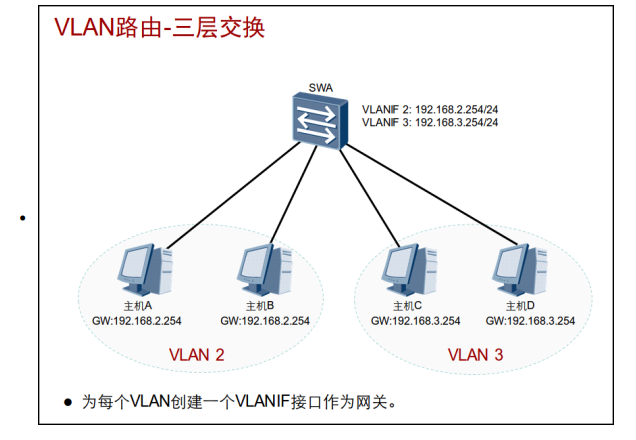 VLAN路由-三层交换
SWA
VLANIF 2: 192.168.2.254/24
VLANIF 3: 192.168.3.254/24
主机A
GW:192.168.2.254
主机B
GW:192.168.2.254
主机C
GW:192.168.3.254
主机D
GW:192.168.3.254
VLAN 2
VLAN 3
● 为每个VLAN创建一个VLANIF接口作为网关。